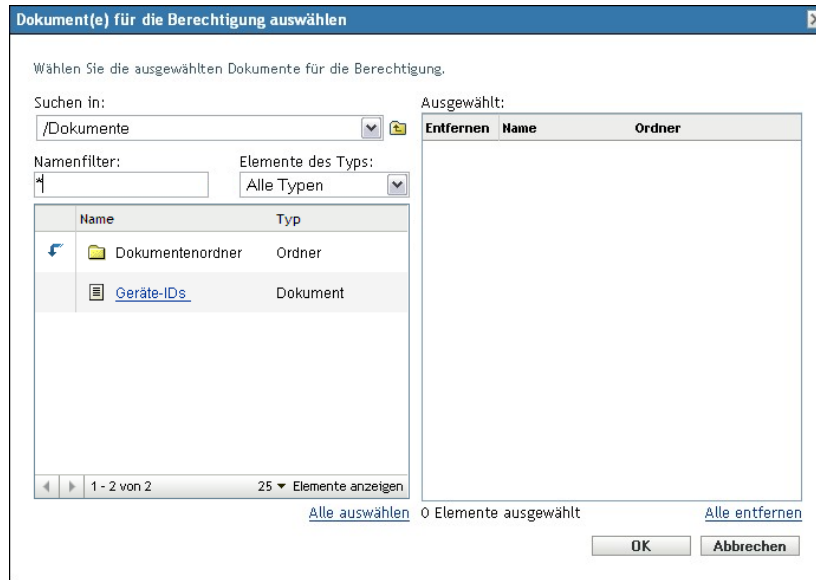 Dokument(e) für die Berechtigung auswählen
Wählen Sie die ausgewählten Dokumente für die Berechtigung.
Suchen in:
/Dokumente
Namenfilter:
Elemente des Typs:
*
Alle Typen
Name
Typ
Dokumentenordner
Ordner
Geräte-IDs
Dokument
1 - 2 von 2
25
Elemente anzeigen
Alle auswählen
Ausgewählt:
Entfernen
Name
Ordner
0 Elemente ausgewählt
Alle entfernen
OK
Abbrechen